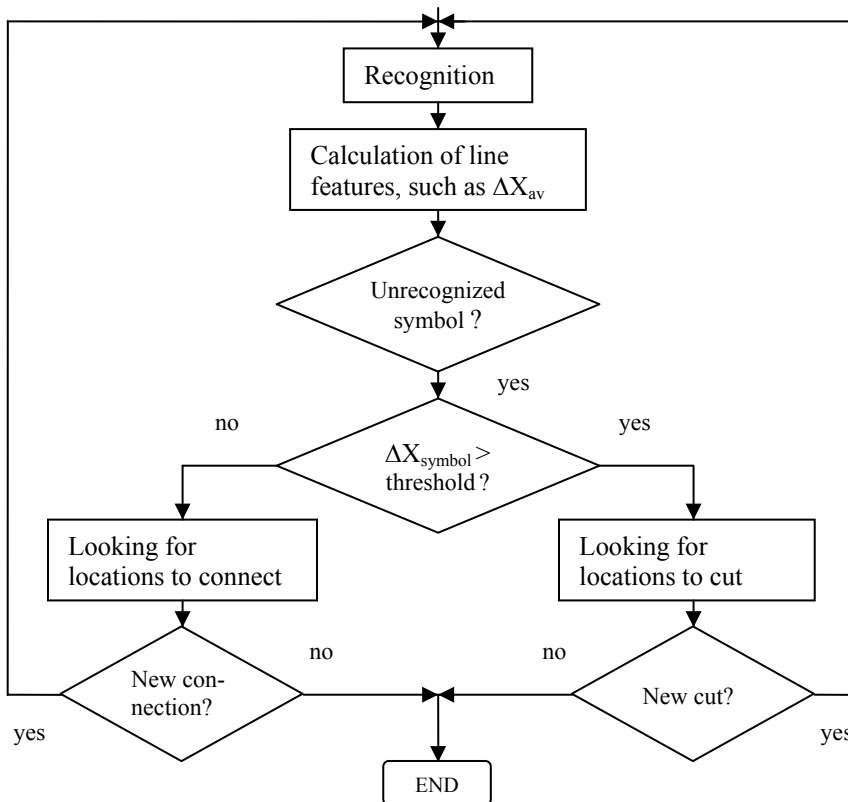 Recognition
Calculation of line
features, such as ΔXav
Unrecognized
symbol ?
yes
no
yes
ΔXsymbol >
threshold ?
Looking for
locations to connect
Looking for
locations to cut
no
no
New con-
nection?
New cut?
yes
yes
END